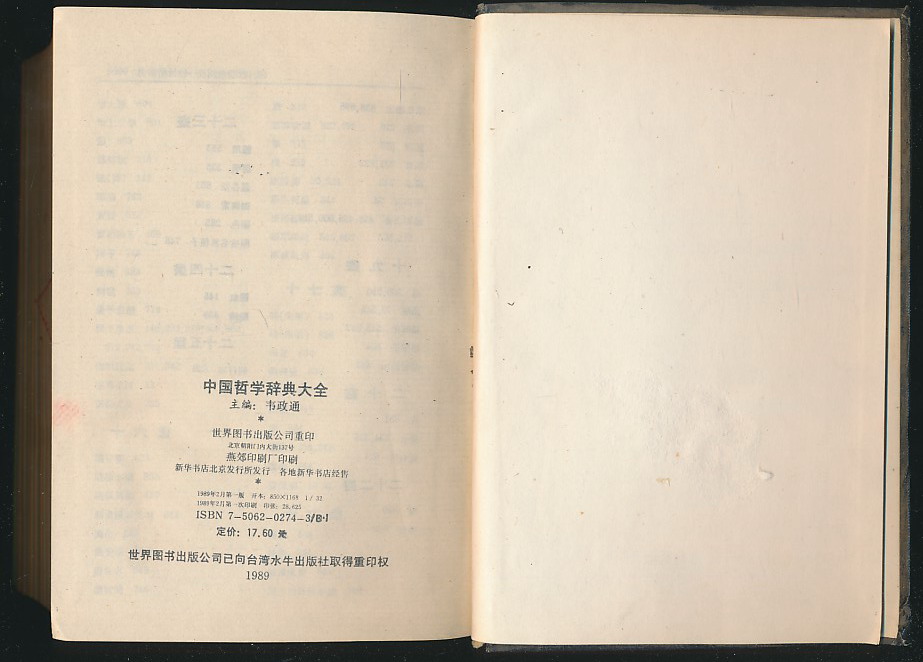 中国哲学辞典大全
主编：韦政通
*
世界图书出版公司重印
北京朝阳门内大街137号
燕郊印刷厂印刷
新华书店北京发行所发行 各地新华书店经售
*
1989年2月第一版 开本：850×1168 1/32
1989年2月第一次印刷 印张：28.625
ISBN 7-5062-0274-3/B·1
定价：17.60
世界图书出版公司已向台湾水牛出版社取得重印权
1989